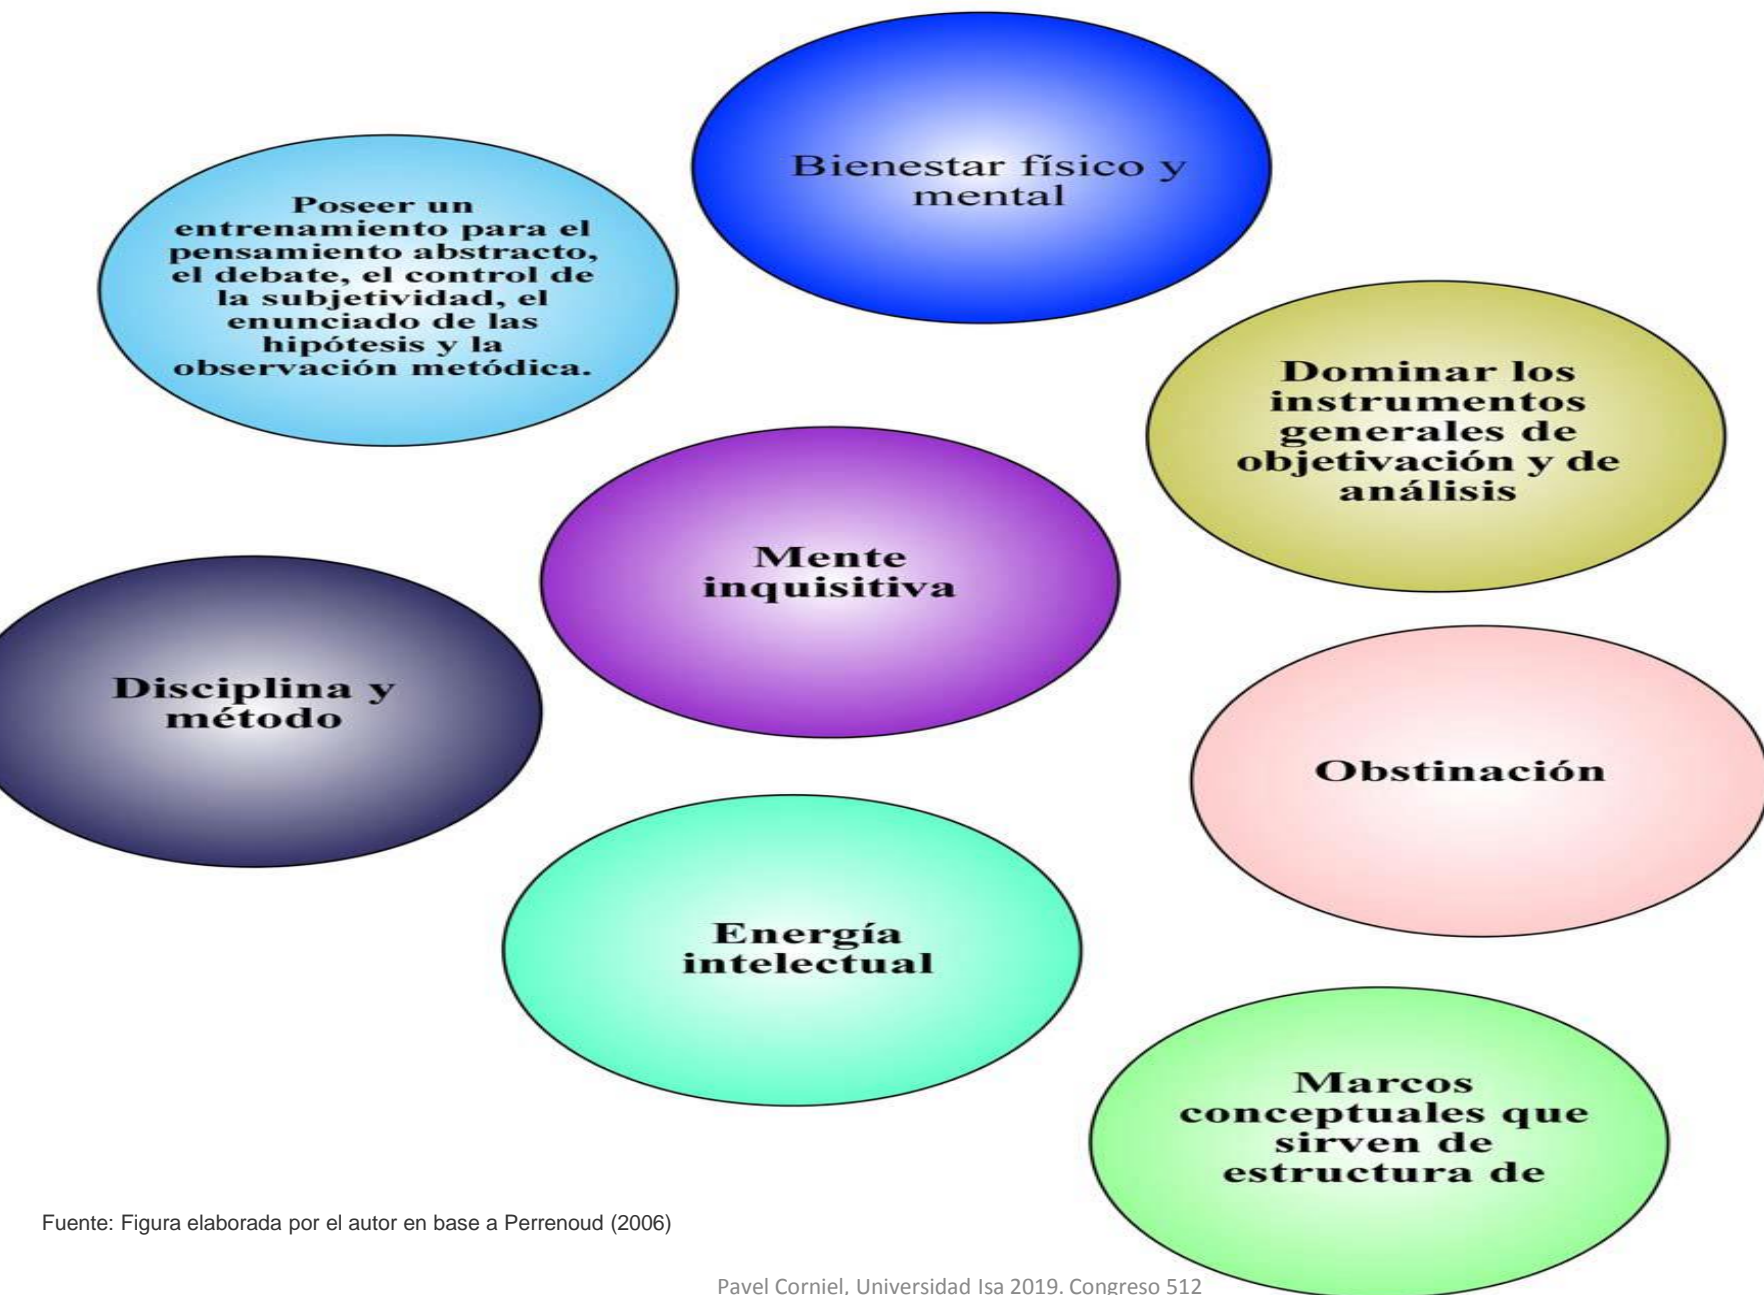 Bienestar físico y
mental
Poseer un
entrenamiento para el
pensamiento abstracto,
el debate, el control de
la subjetividad, el
enunciado de las
hipótesis y la
observación metódica.
Dominar los
instrumentos
generales de
objetivación y de
análisis
Mente
inquisitiva
Disciplina y
método
Obstinación
Energía
intelectual
Marcos
conceptuales que
sirven de
estructura de
Fuente: Figura elaborada por el autor en base a Perrenoud (2006)
Pavel Corniel, Universidad Isa 2019. Congreso 512